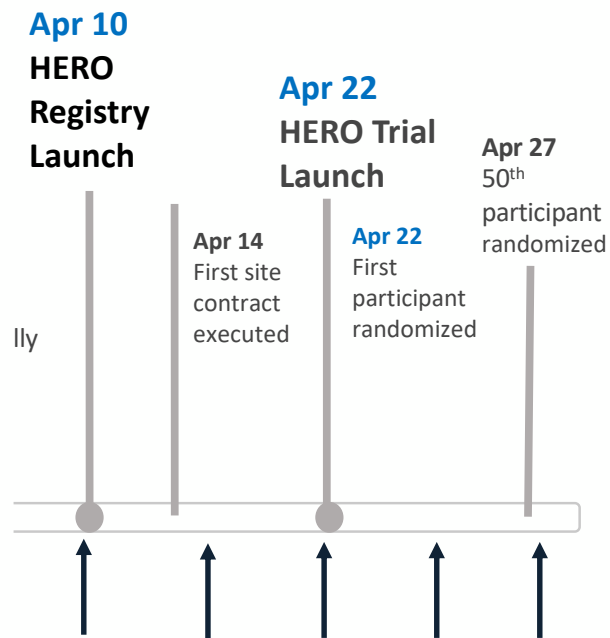 Apr 10
HERO
Registry
Launch
lly
Apr 14
First site
contract
executed
Apr 22
HERO Trial
Launch
Apr 22
First
participant
randomized
Apr 27
50th
participant
randomized